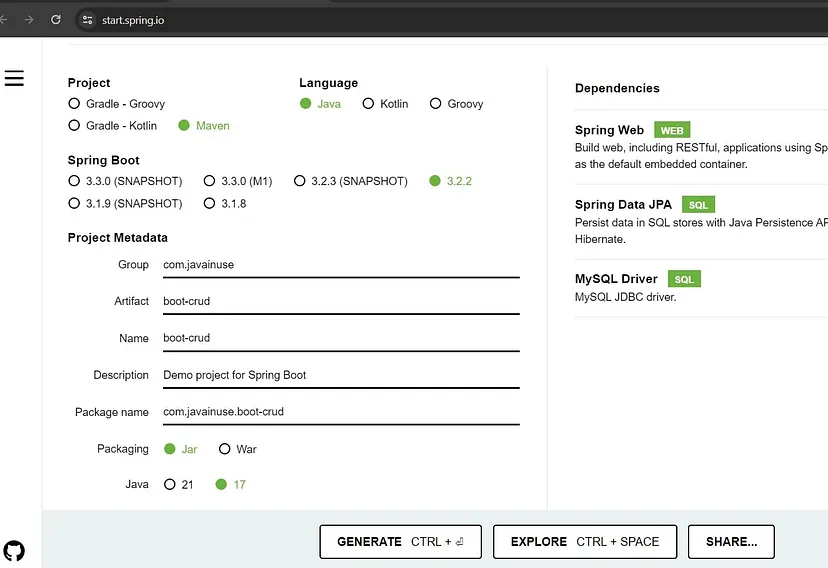 start.spring.io
Project
Gradle - Groovy
Gradle - Kotlin Maven
Language
Java Kotlin Groovy
Spring Boot
3.3.0 (SNAPSHOT) 3.3.0 (M1) 3.2.3 (SNAPSHOT) 3.2.2
3.1.9 (SNAPSHOT) 3.1.8
Project Metadata
Group com.javainuse
Artifact boot-crud
Name boot-crud
Description Demo project for Spring Boot
Package name com.javainuse.boot-crud
Packaging Jar War
Java 21 17
Dependencies
Spring Web WEB
Build web, including RESTful, applications using Sp
as the default embedded container.
Spring Data JPA SQL
Persist data in SQL stores with Java Persistence AP
Hibernate.
MySQL Driver SQL
MySQL JDBC driver.
GENERATE CTRL + ⏎ EXPLORE CTRL + SPACE SHARE...